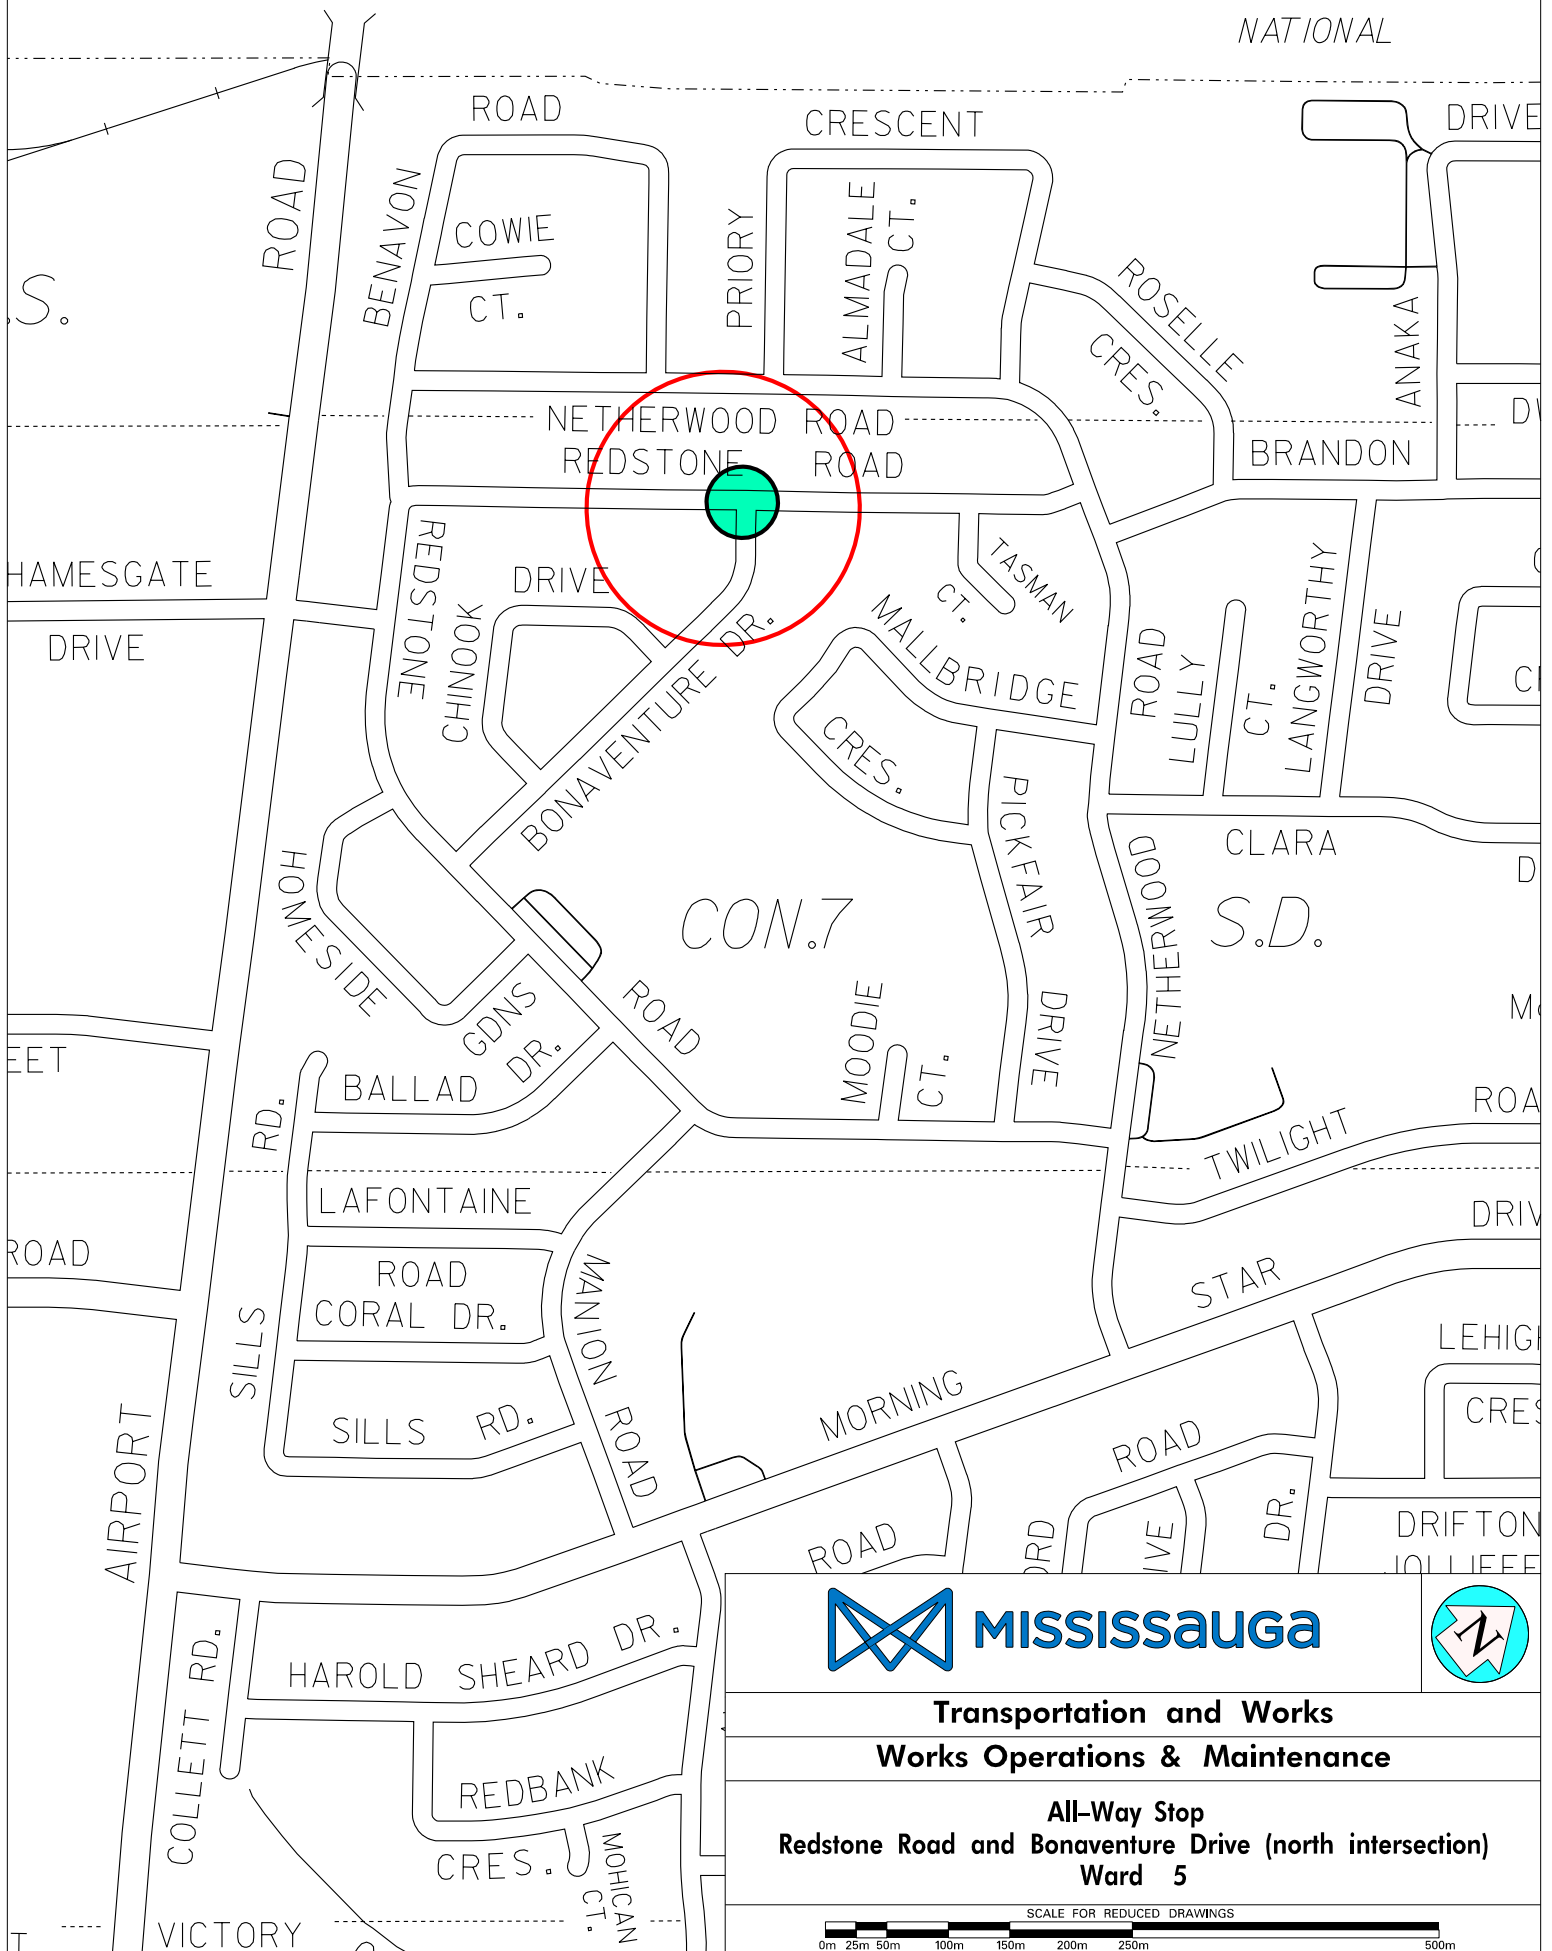 NATIONAL
ROAD
CRESCENT
DRIVE
ROAD
BENAVON
COWIE
CT.
PRIORY
ALMADALE
CT.
ROSELLE
CRES.
ANAKA
S.
NETHERWOOD ROAD
REDSTONE ROAD
BRANDON
HAMESGATE
DRIVE
REDSTONE
CHINOOK
DRIVE
BONAVENTURE DR.
TASMAN
CT.
MALLBRIDGE
CRES.
ROAD
LULLY
CT.
LANGWORTHY
DRIVE
PICKFAIR
DRIVE
CLARA
NETHERWOOD
HOMESIDE
GDNS
CON.7
S.D.
ROAD
MOODIE
CT.
EET
BALLAD
DR.
RD.
ROA
TWILIGHT
LAFONTAINE
ROAD
ROAD
CORAL DR.
MANION ROAD
SILLS
SILLS RD.
DRIV
STAR
MORNING
LEHIGH
CRES
AIRPORT
ROAD
ROAD
ORD
IVE
DR.
DRIFTON
JOLLIFFE
COLLETT RD.
HAROLD SHEARD DR.
REDBANK
CRES.
MOHICAN
CT.
VICTORY
MISSISSAUGA
N
Transportation and Works
Works Operations & Maintenance
All-Way Stop
Redstone Road and Bonaventure Drive (north intersection)
Ward 5
SCALE FOR REDUCED DRAWINGS
0m 25m 50m 100m 150m 200m 250m 500m